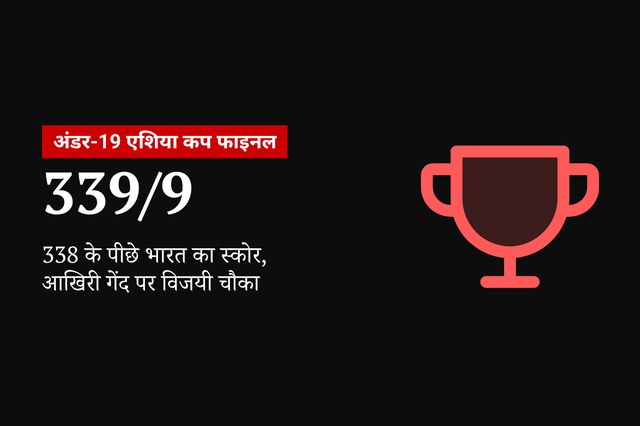 अंडर-19 एशिया कप फाइनल
339/9
338 के पीछे भारत का स्कोर,
आखिरी गेंद पर विजयी चौका